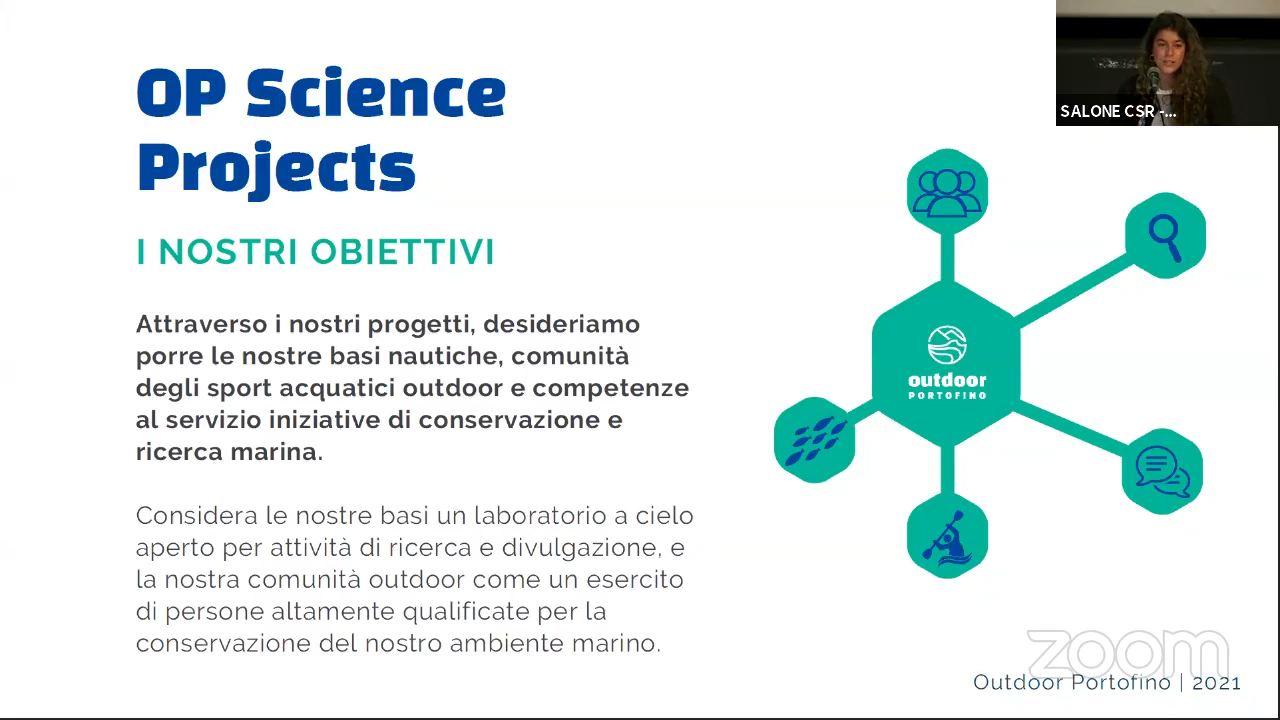 OP Science
Projects
I NOSTRI OBIETTIVI
Attraverso i nostri progetti, desideriamo
porre le nostre basi nautiche, comunità
degli sport acquatici outdoor e competenze
al servizio iniziative di conservazione e
ricerca marina.
Considera le nostre basi un laboratorio a cielo
aperto per attività di ricerca e divulgazione, e
la nostra comunità outdoor come un esercito
di persone altamente qualificate per la
conservazione del nostro ambiente marino.
SALONE CSR -...
outdoor
PORTOFINO
zoom
Outdoor Portofino | 2021